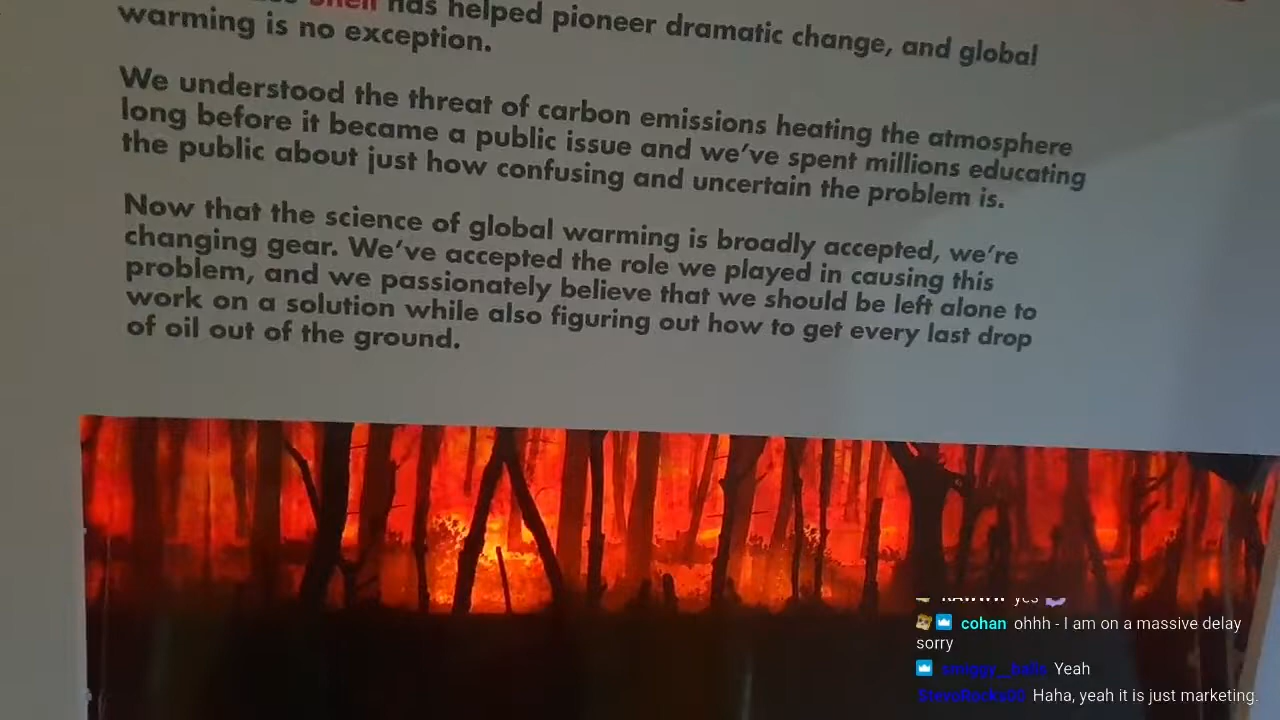 Shell has helped pioneer dramatic change, and global
warming is no exception.
We understood the threat of carbon emissions heating the atmosphere
long before it became a public issue and we've spent millions educating
the public about just how confusing and uncertain the problem is.
Now that the science of global warming is broadly accepted, we're
changing gear. We've accepted the role we played in causing this
problem, and we passionately believe that we should be left alone to
work on a solution while also figuring out how to get every last drop
of oil out of the ground.
yes
cohan ohhh - I am on a massive delay
sorry
smiggy__balls Yeah
StevoRocks00 Haha, yeah it is just marketing.